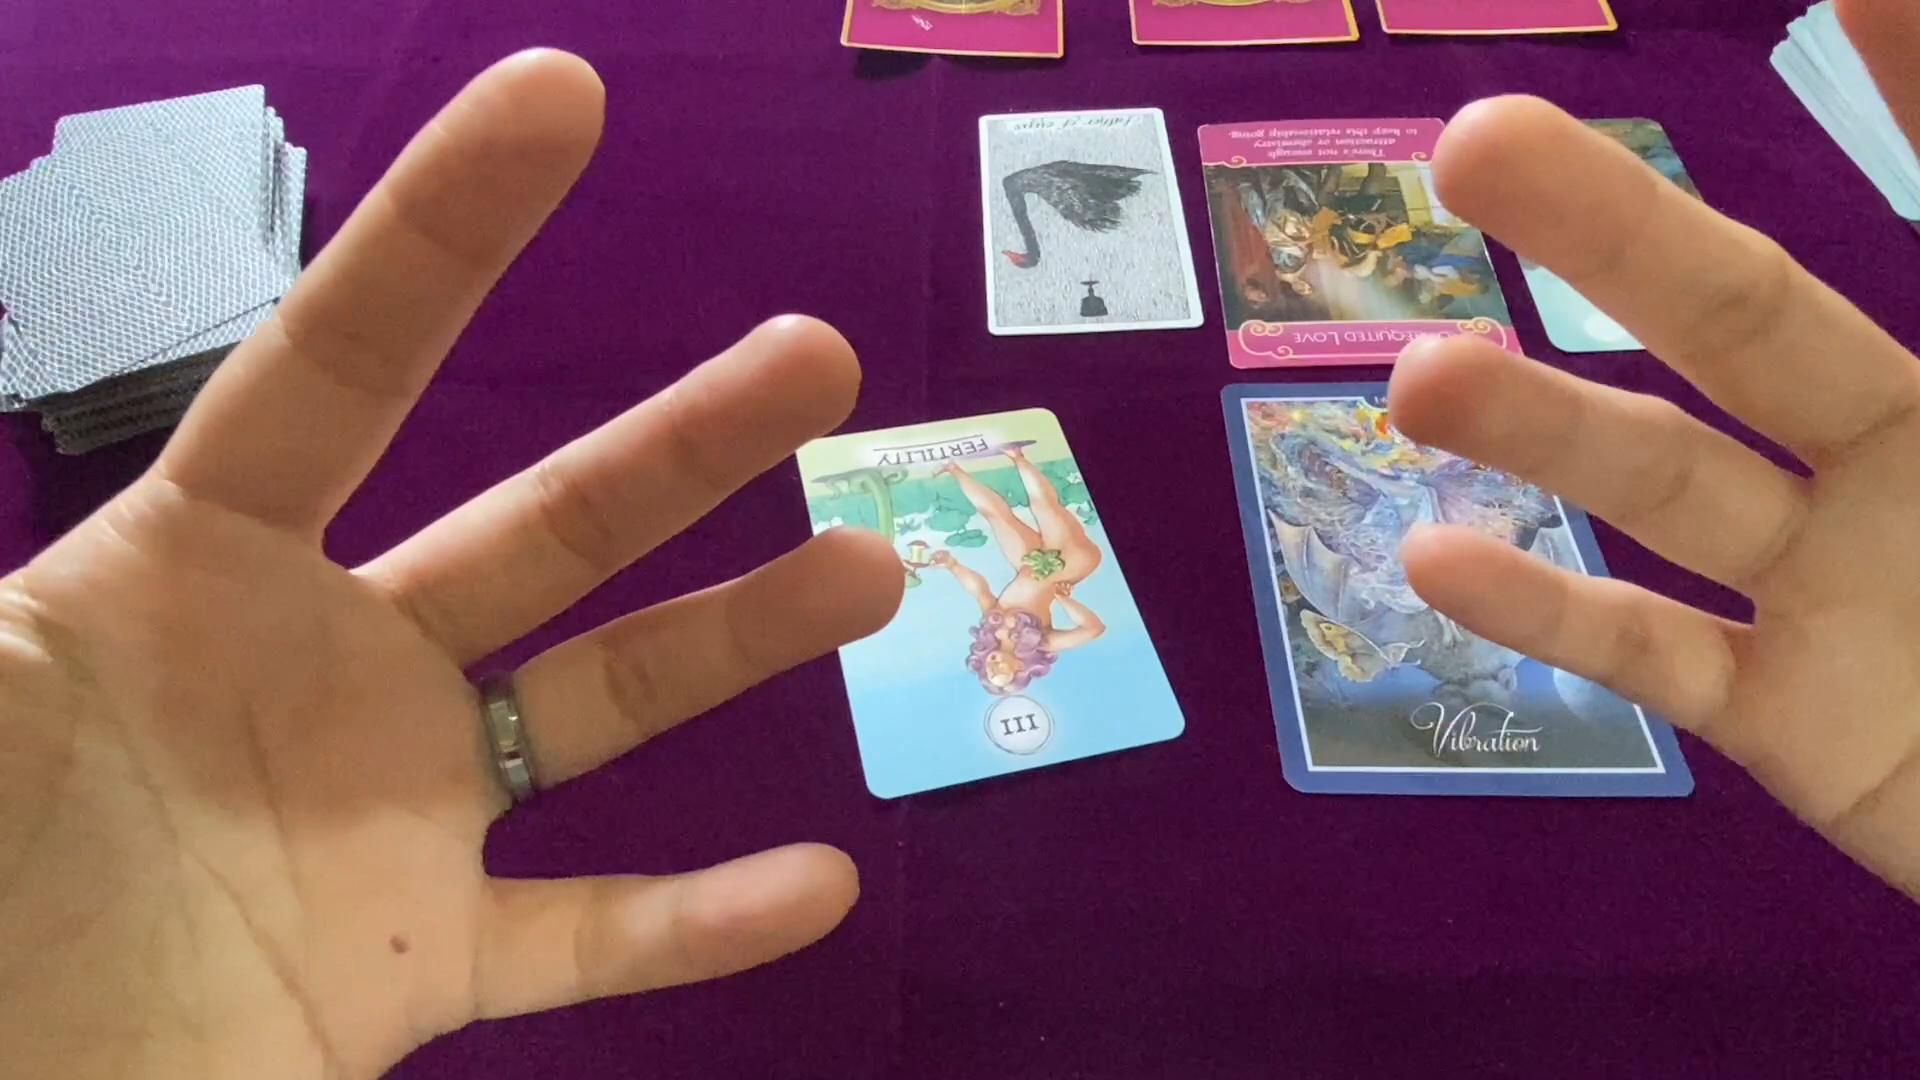 Father of cups
There's not enough
attraction or chemistry
to keep this relationship going.
LOVE
FERTILITY
III
Vibration